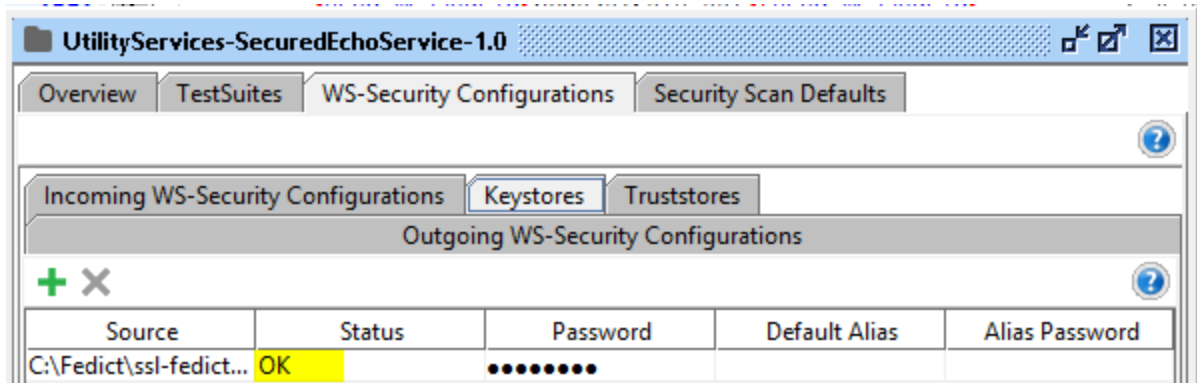 UtilityServices-SecuredEchoService-1.0
Overview TestSuites WS-Security Configurations Security Scan Defaults
Incoming WS-Security Configurations Keystores Truststores
Outgoing WS-Security Configurations
Source Status Password Default Alias Alias Password
C:\Fedict\ssl-fedict... OK ••••••••